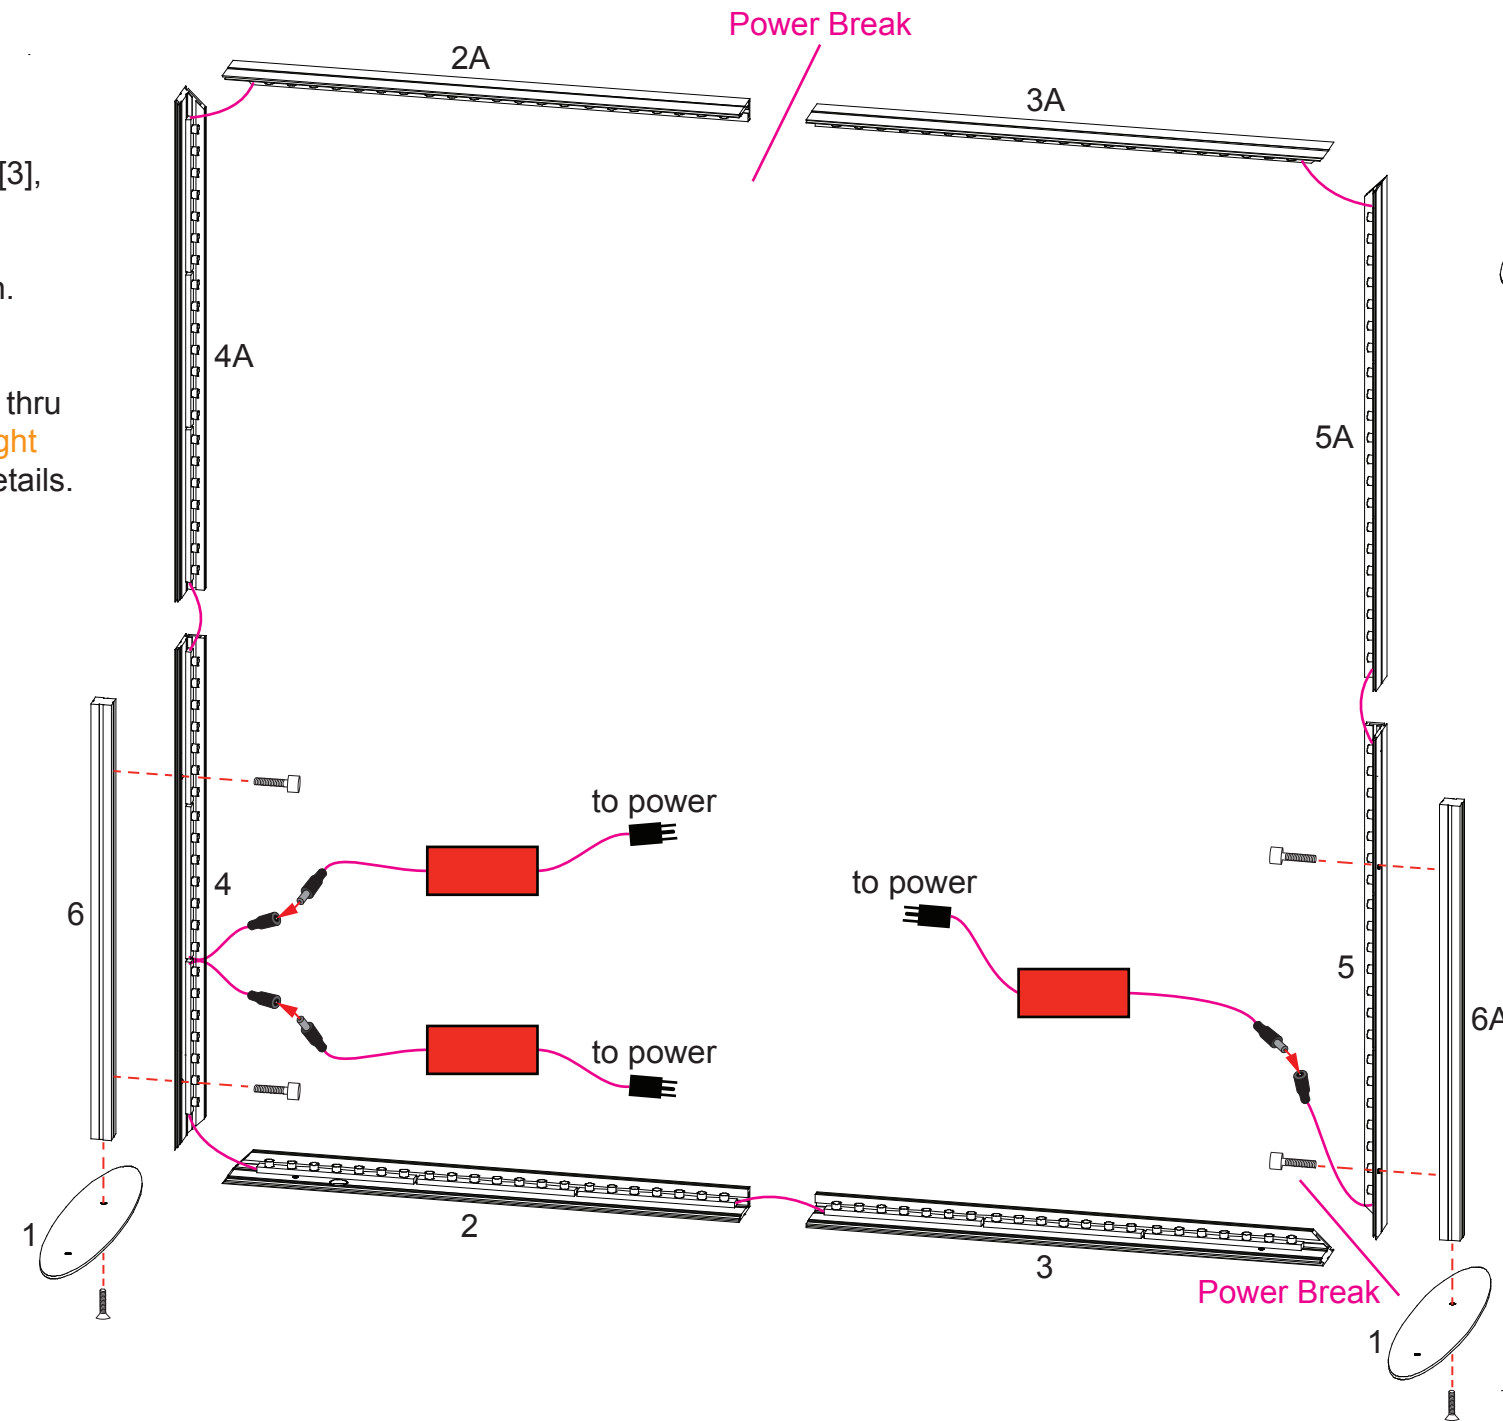 Power Break
2A
3A
[3],
n.
4A
thru
ght
etails.
5A
to power
4
to power
6
5
6A
to power
1
2
3
Power Break
1